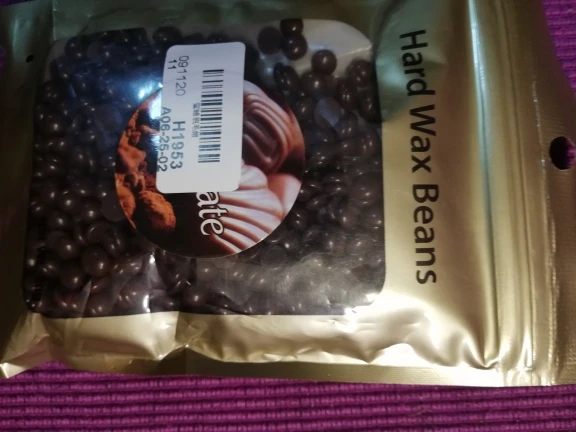 Hard Wax Beans
091120
11
H1953
A06-25-02
ate